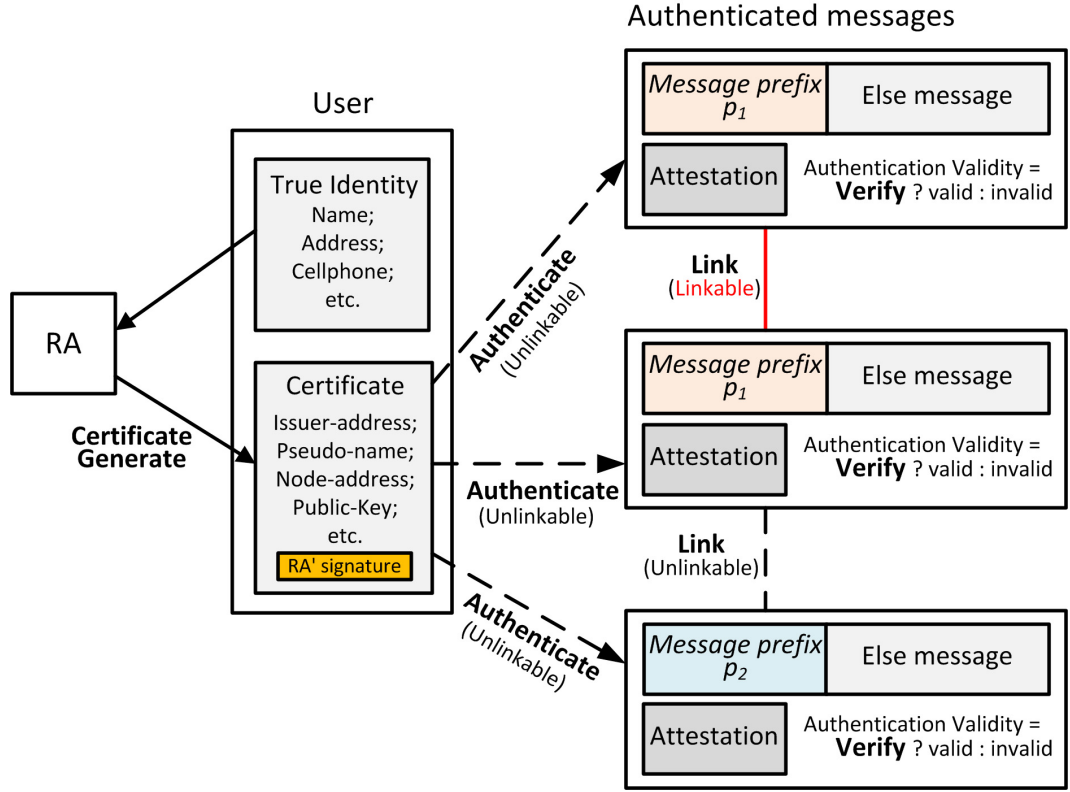 Authenticated messages
Message prefix
p1
Else message
Attestation
Authentication Validity =
Verify ? valid : invalid
User
True Identity
Name;
Address;
Cellphone;
etc.
RA
Certificate
Generate
Certificate
Issuer-address;
Pseudo-name;
Node-address;
Public-Key;
etc.
RA' signature
Authenticate
(Unlinkable)
Link
(Linkable)
Message prefix
p1
Else message
Attestation
Authentication Validity =
Verify ? valid : invalid
Authenticate
(Unlinkable)
Link
(Unlinkable)
Authenticate
(Unlinkable)
Message prefix
p2
Else message
Attestation
Authentication Validity =
Verify ? valid : invalid